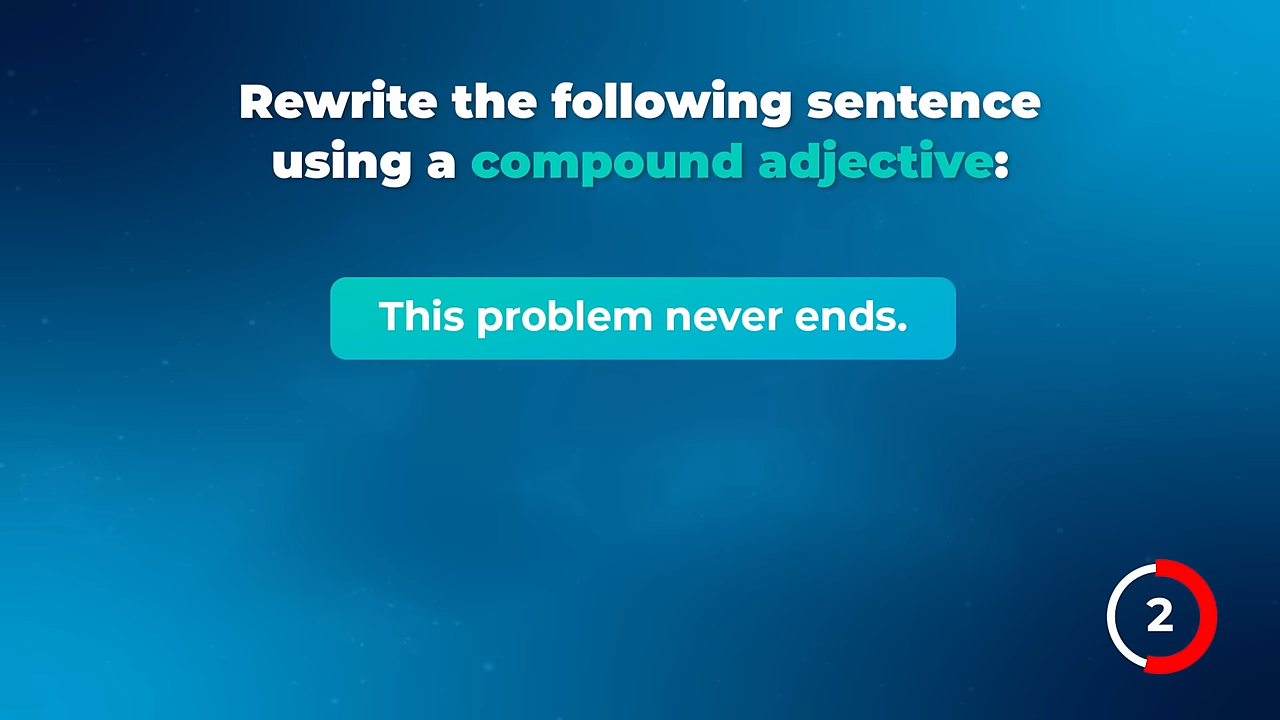 Rewrite the following sentence
using a compound adjective:
This problem never ends.
2